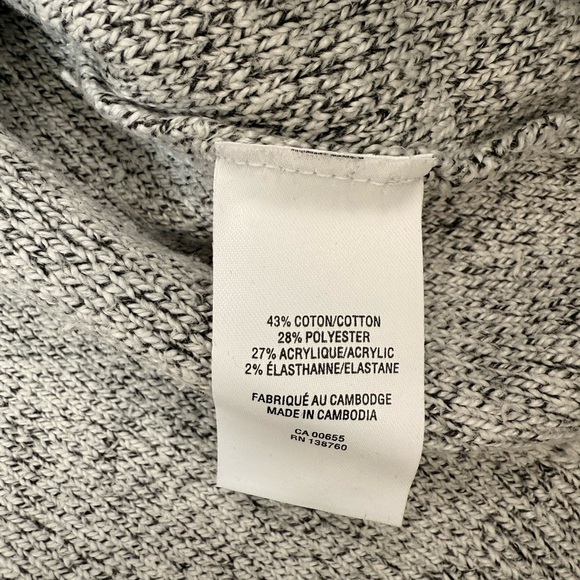 43% COTON/COTTON
28% POLYESTER
27% ACRYLIQUE/ACRYLIC
2% ÉLASTHANNE/ELASTANE
FABRIQUÉ AU CAMBODGE
MADE IN CAMBODIA
CA 00655
RN 138760